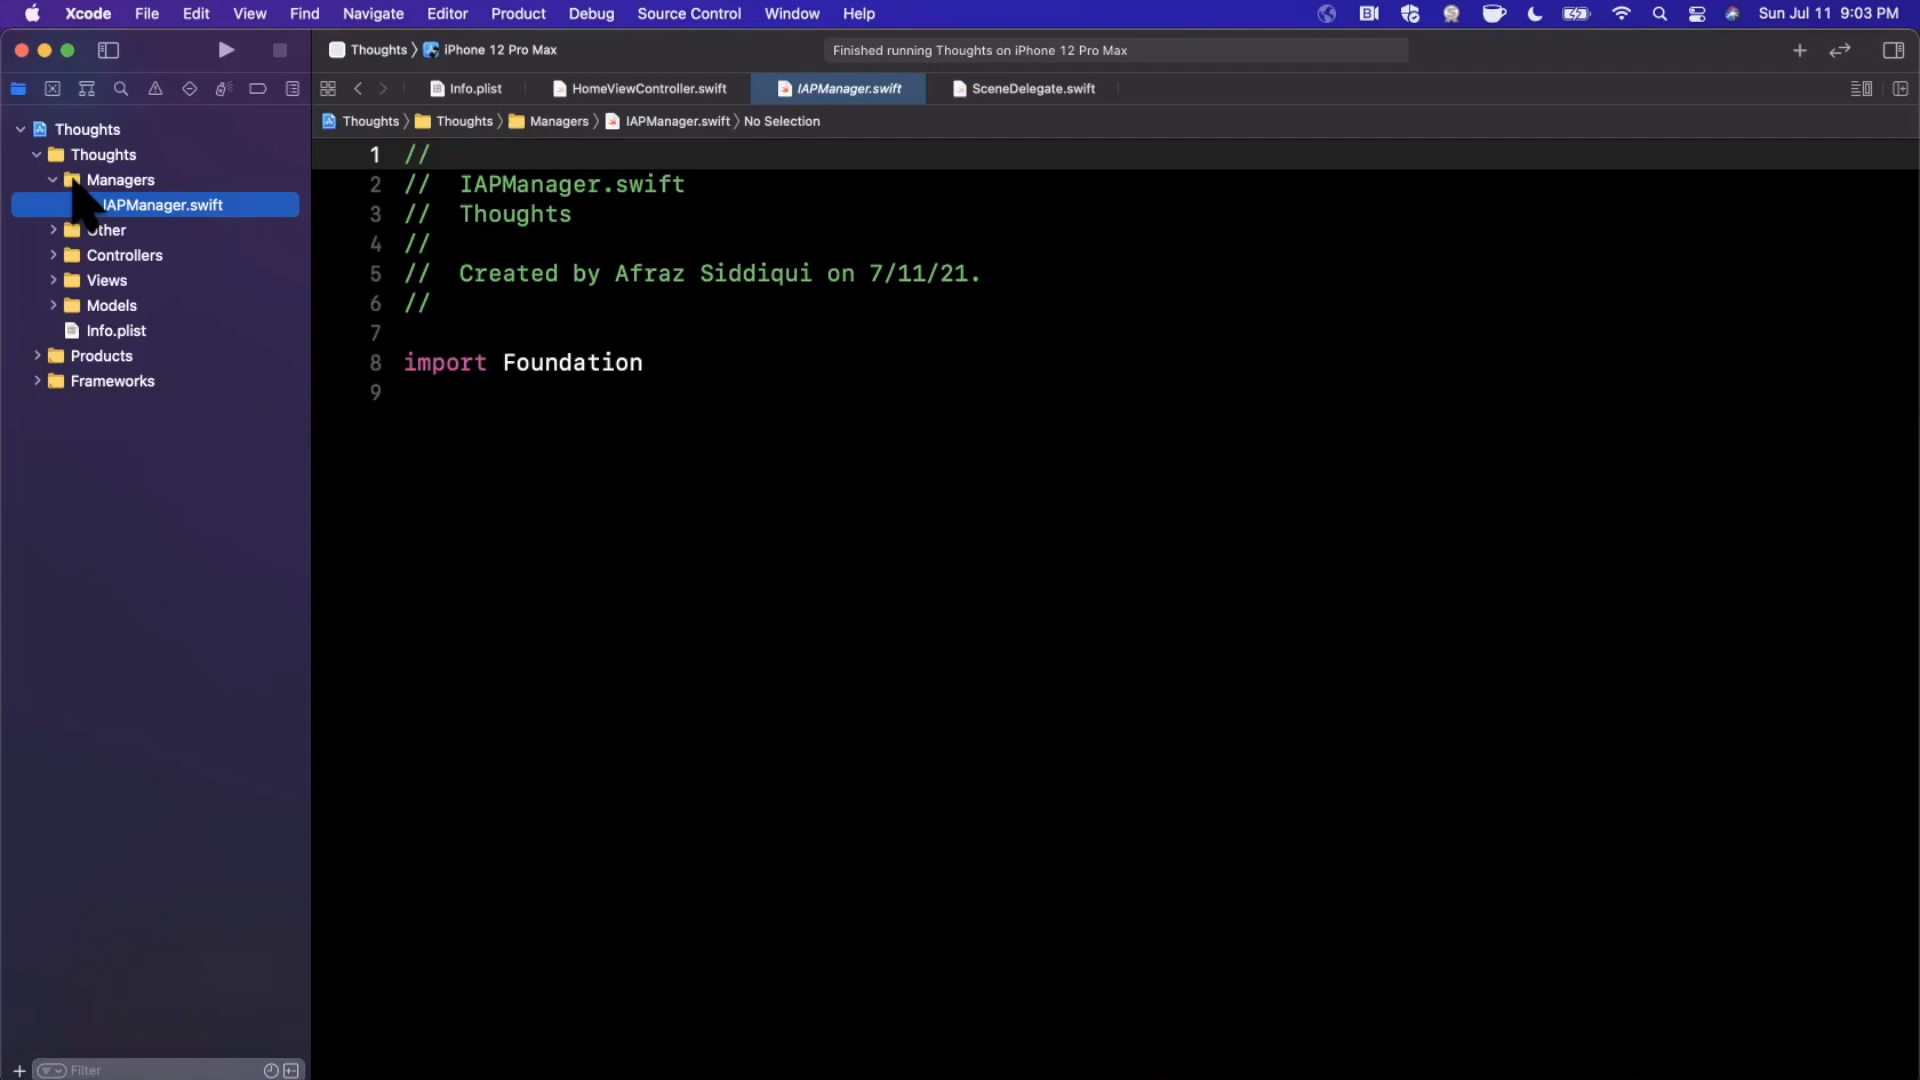 Xcode File Edit View Find Navigate Editor Product Debug Source Control Window Help Sun Jul 11 9:03 PM
Thoughts 〉 iPhone 12 Pro Max
Finished running Thoughts on iPhone 12 Pro Max
Info.plist HomeViewController.swift IAPManager.swift SceneDelegate.swift
Thoughts 〉 Thoughts 〉 Managers 〉 IAPManager.swift 〉 No Selection
Thoughts
Thoughts
Managers
IAPManager.swift
Other
Controllers
Views
Models
Info.plist
Products
Frameworks
1 //
2 // IAPManager.swift
3 // Thoughts
4 //
5 // Created by Afraz Siddiqui on 7/11/21.
6 //
7
8 import Foundation
9
Filter